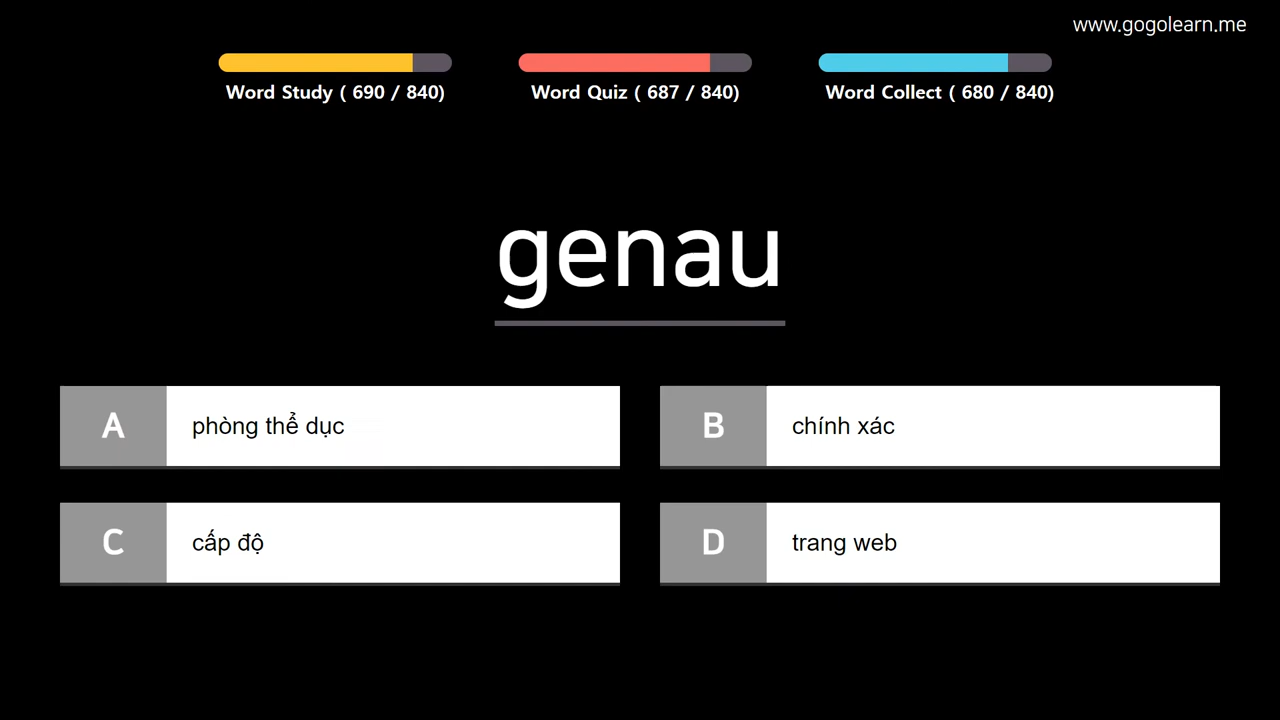 www.gogolearn.me
Word Study ( 690 / 840)
Word Quiz ( 687 / 840)
Word Collect ( 680 / 840)
genau
A phòng thể dục
B chính xác
C cấp độ
D trang web